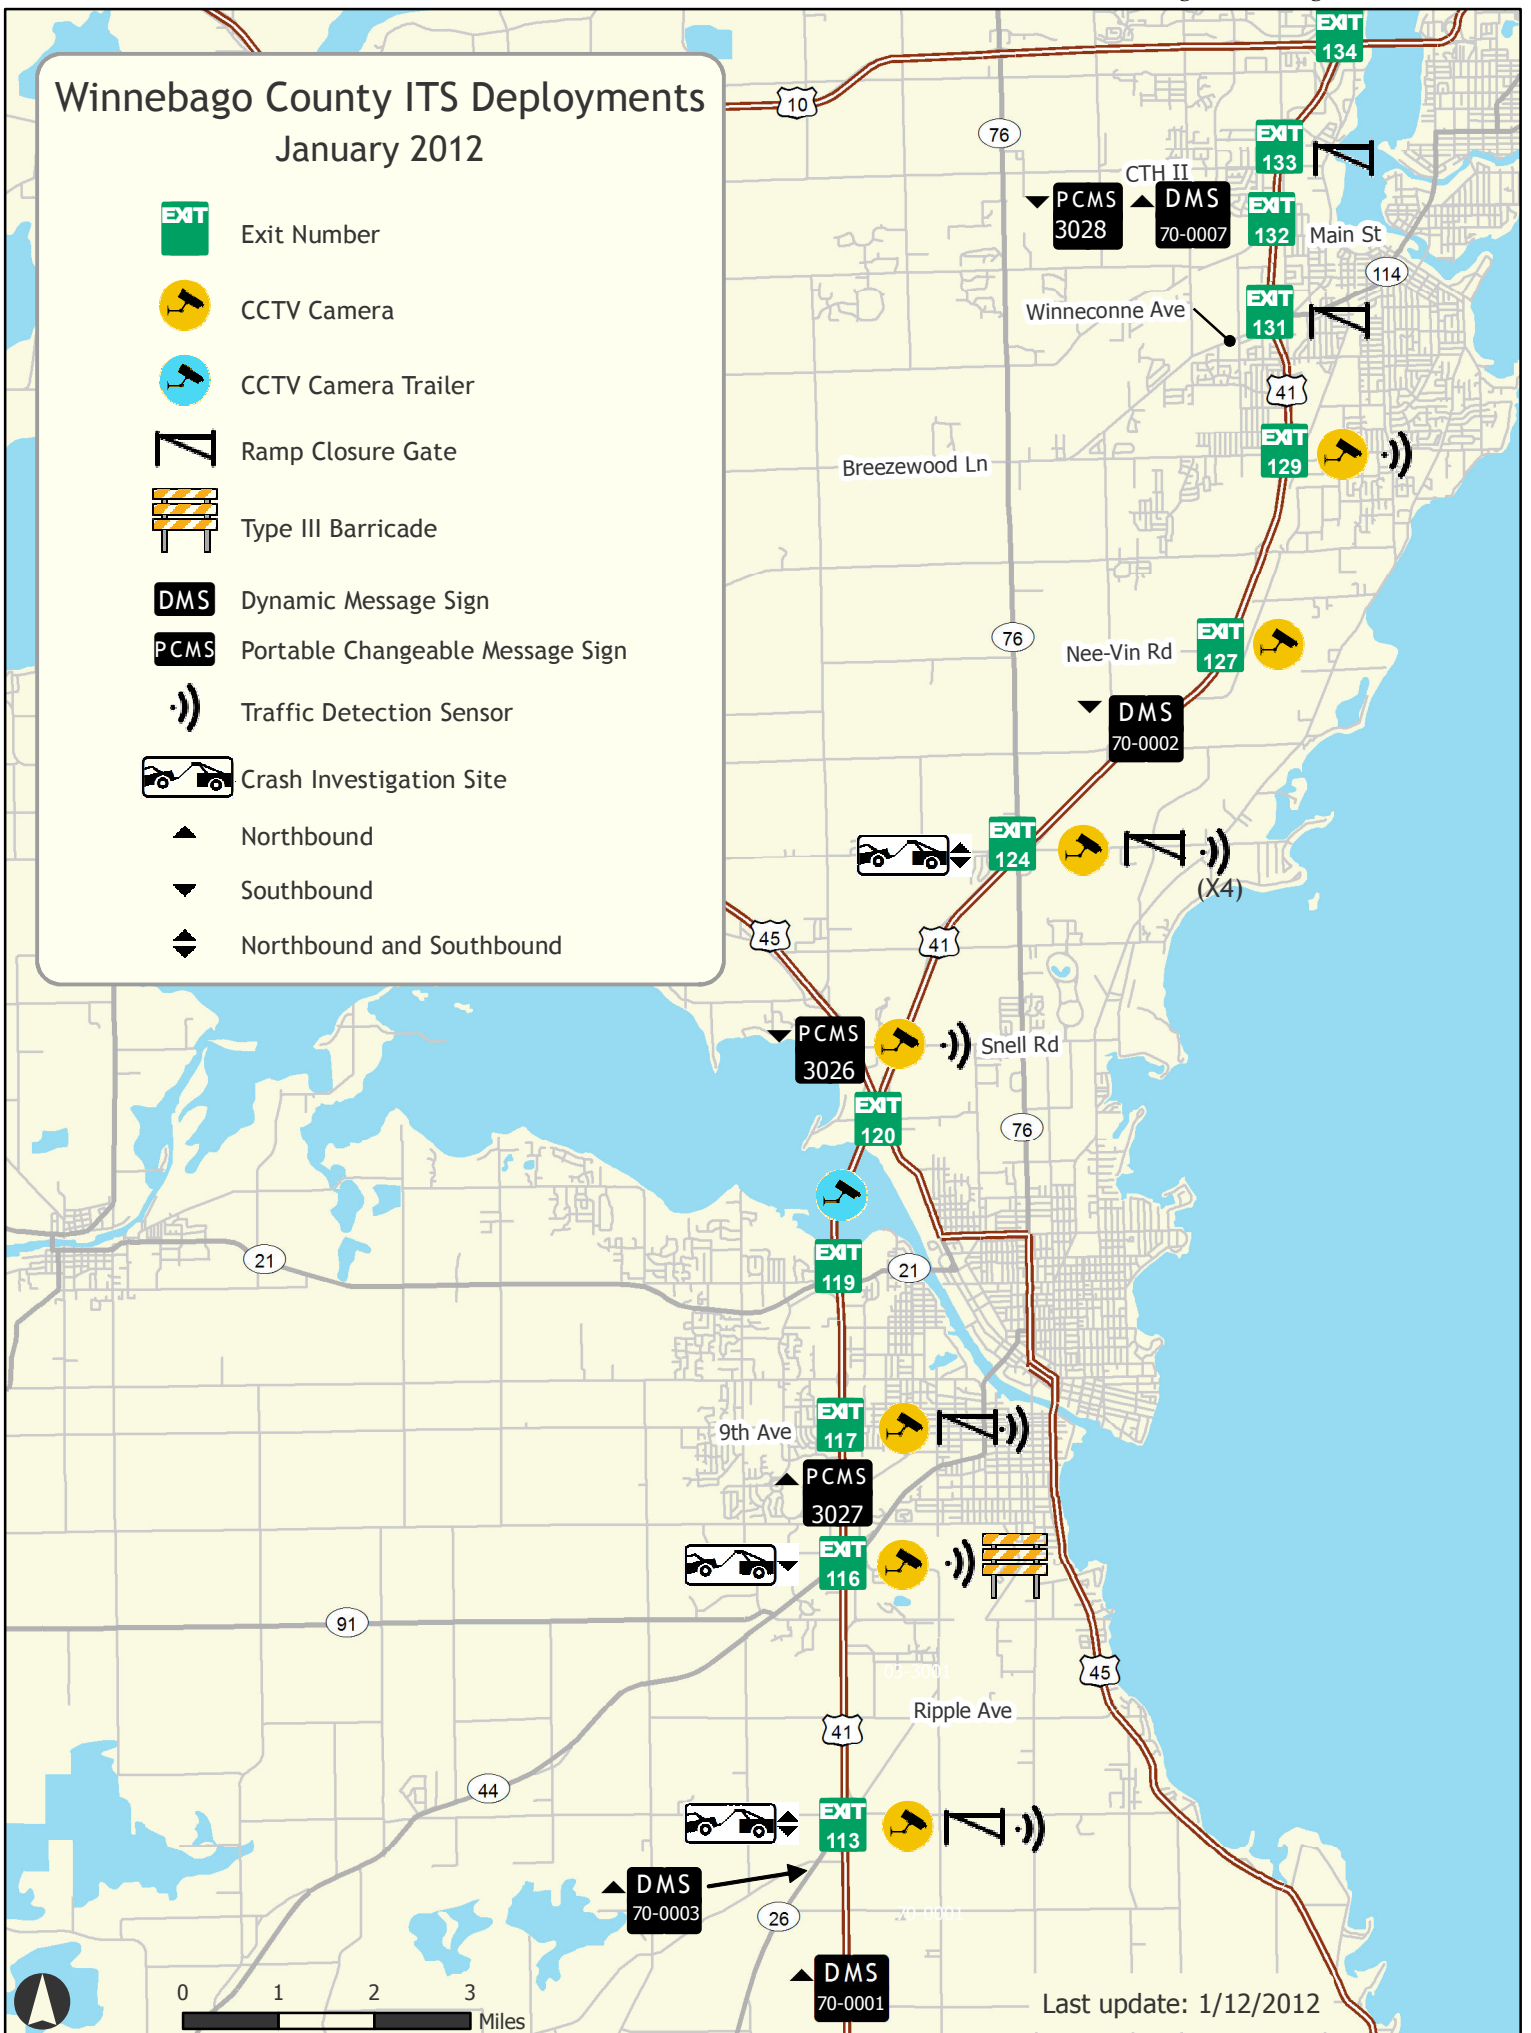 Winnebago County ITS Deployments
January 2012
EXIT
Exit Number
CCTV Camera
CCTV Camera Trailer
Ramp Closure Gate
Type III Barricade
DMS
Dynamic Message Sign
PCMS
Portable Changeable Message Sign
Traffic Detection Sensor
Crash Investigation Site
Northbound
Southbound
Northbound and Southbound
EXIT
134
10
76
EXIT
133
CTH II
PCMS
3028
DMS
70-0007
EXIT
132
Main St
114
Winneconne Ave
EXIT
131
41
EXIT
129
Breezewood Ln
76
Nee-Vin Rd
EXIT
127
DMS
70-0002
EXIT
124
(X4)
45
41
PCMS
3026
Snell Rd
EXIT
120
76
21
EXIT
119
21
9th Ave
EXIT
117
PCMS
3027
EXIT
116
91
05-3001
45
Ripple Ave
41
44
EXIT
113
DMS
70-0003
26
70-0001
DMS
70-0001
0 1 2 3
Miles
Last update: 1/12/2012